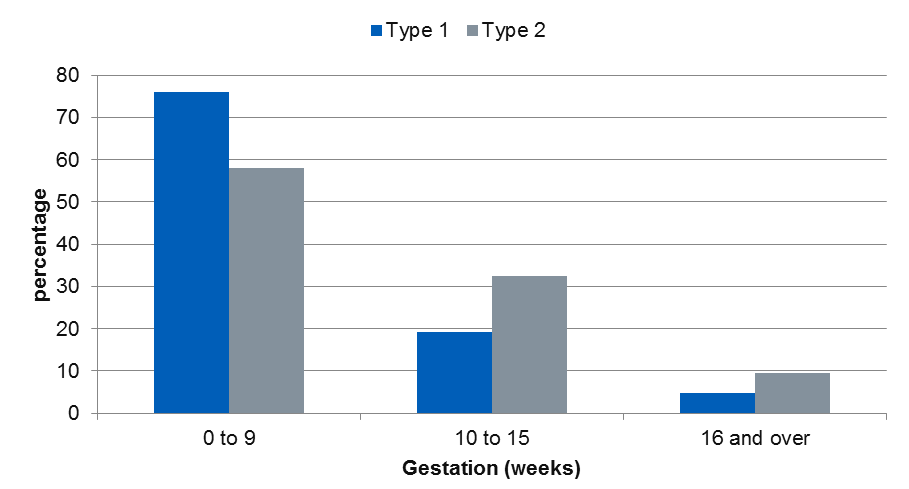 Type 1 Type 2
80
70
60
50
40
30
20
10
0
percentage
0 to 9 10 to 15 16 and over
Gestation (weeks)